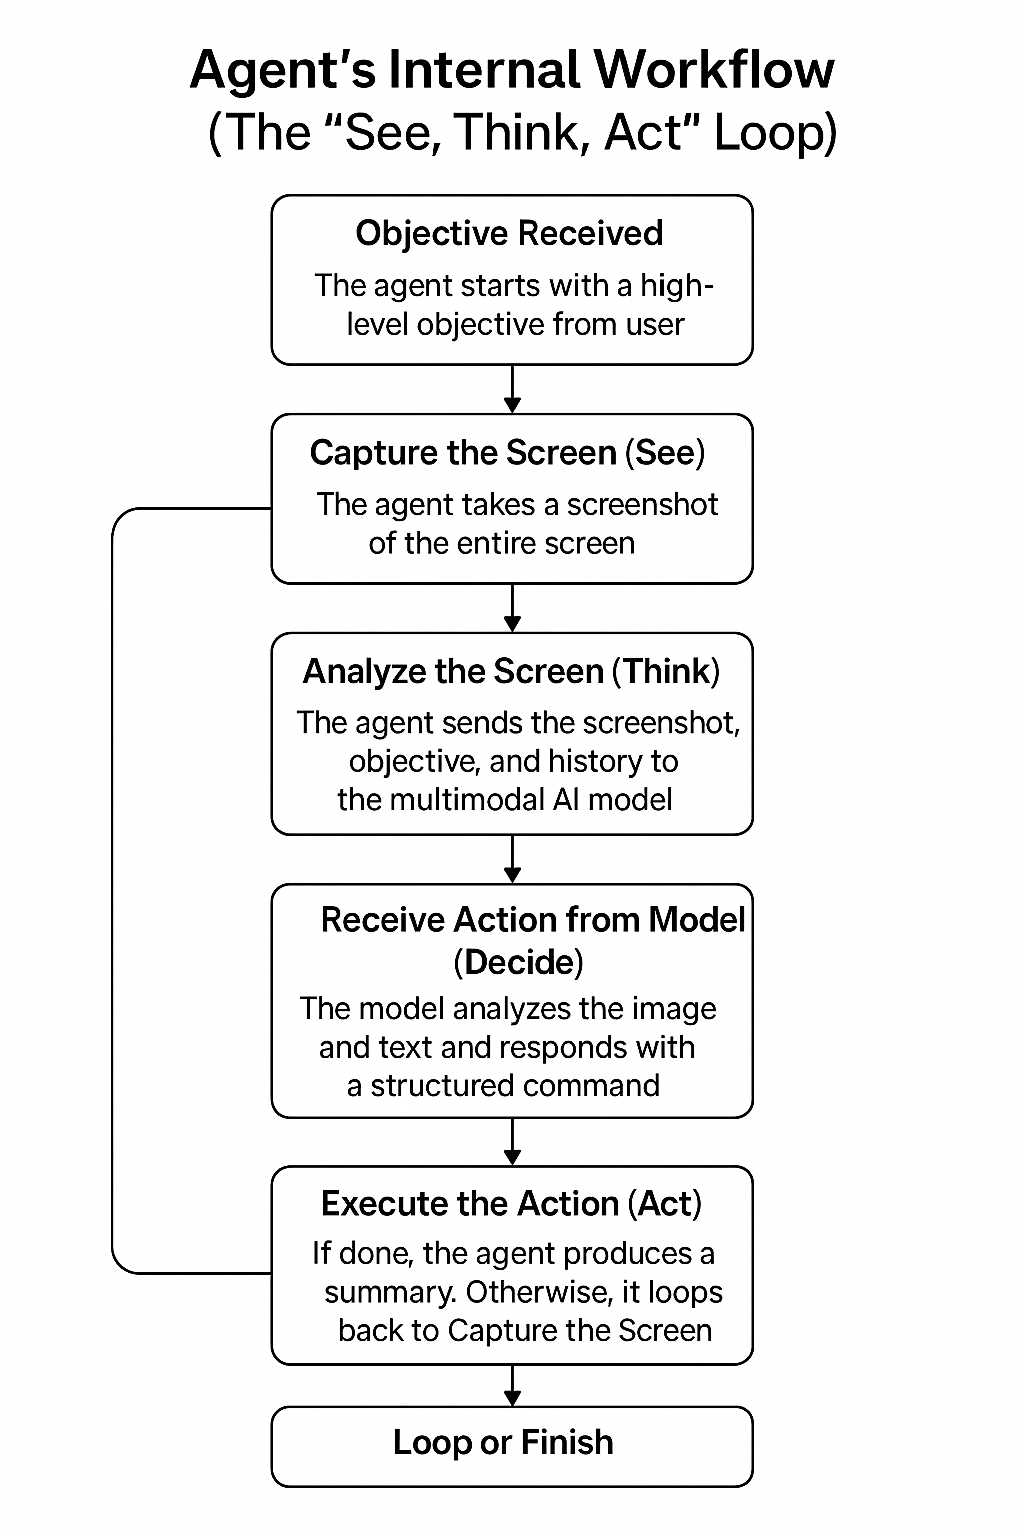 Agent’s Internal Workflow
(The “See, Think, Act” Loop)
Objective Received
The agent starts with a high-
level objective from user
Capture the Screen (See)
The agent takes a screenshot
of the entire screen
Analyze the Screen (Think)
The agent sends the screenshot,
objective, and history to
the multimodal AI model
Receive Action from Model
(Decide)
The model analyzes the image
and text and responds with
a structured command
Execute the Action (Act)
If done, the agent produces a
summary. Otherwise, it loops
back to Capture the Screen
Loop or Finish